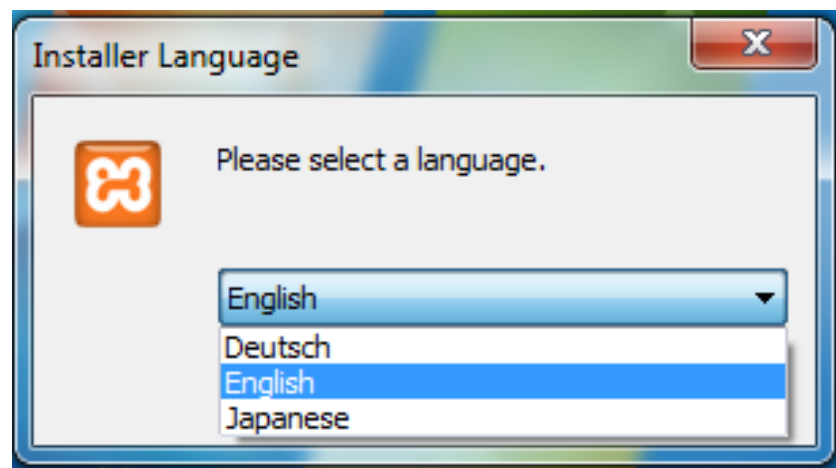 Installer Language
Please select a language.
English
Deutsch
English
Japanese